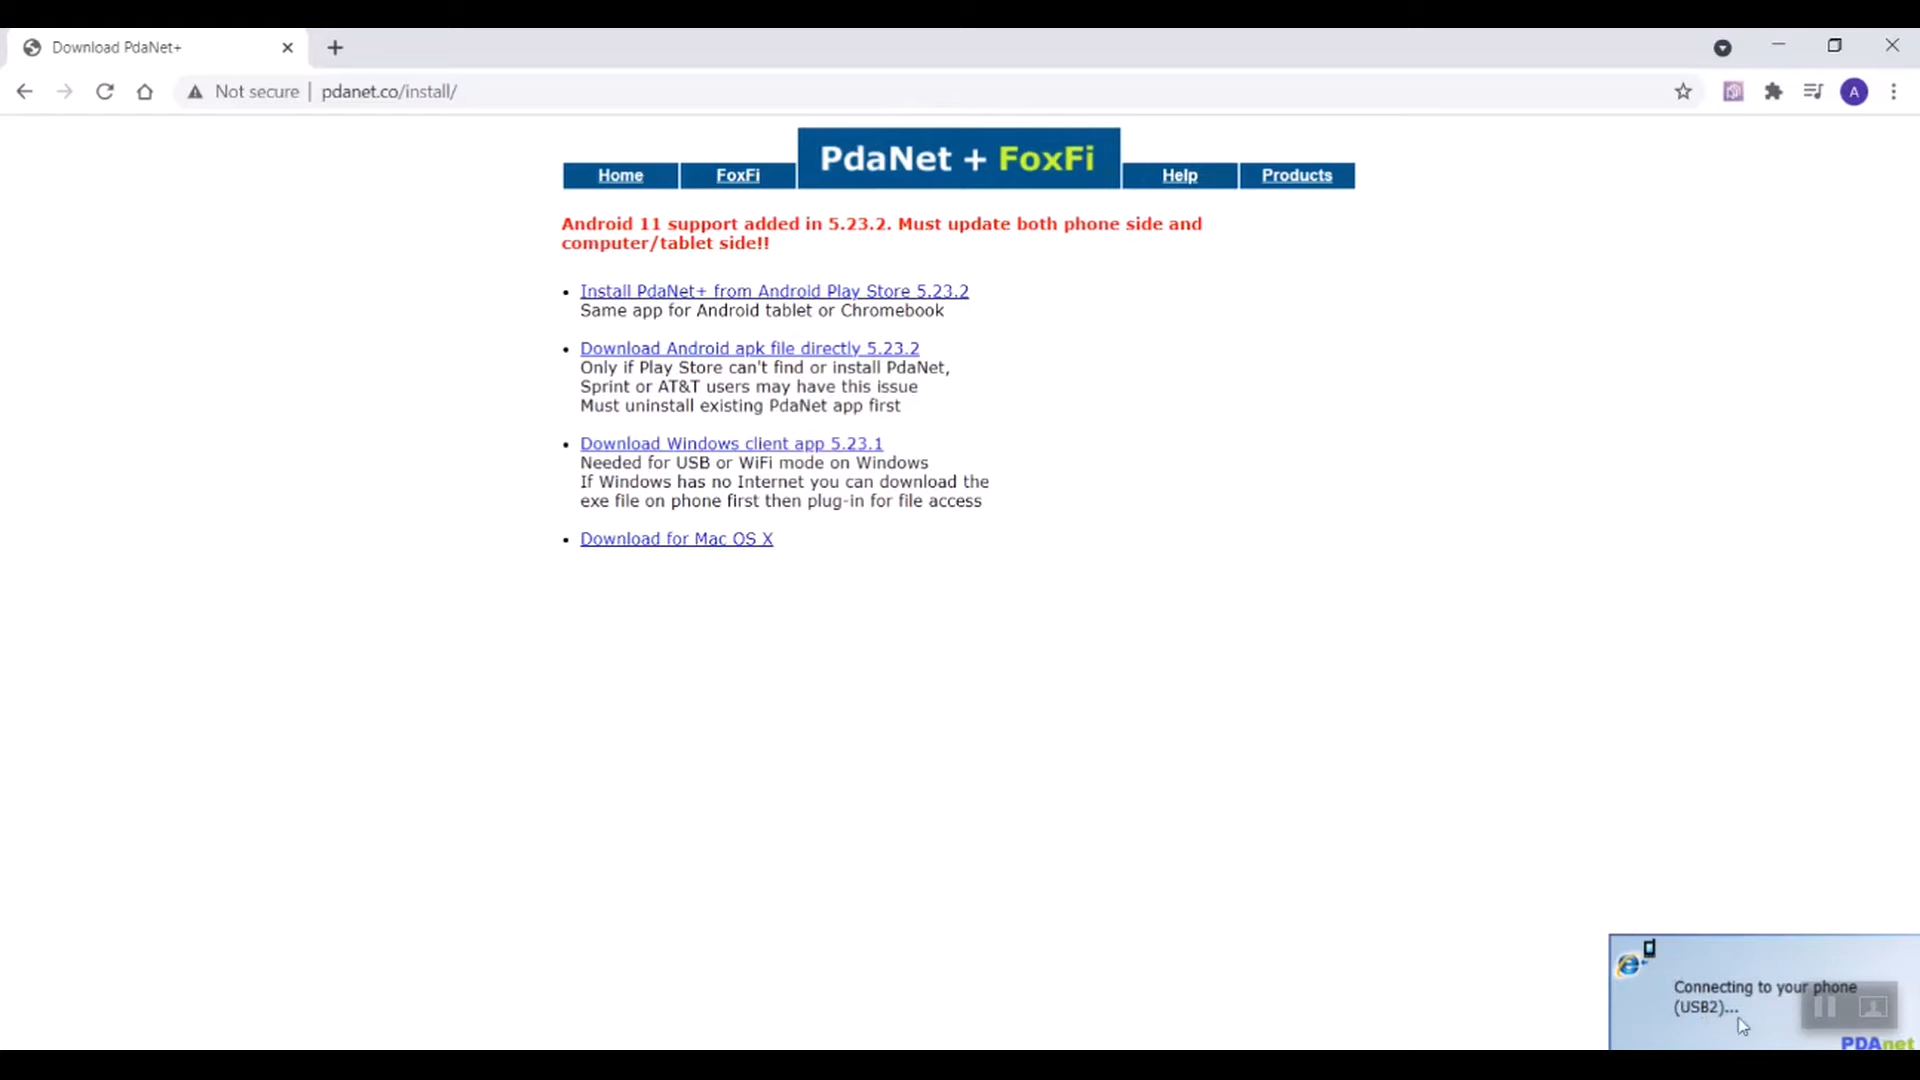 Download PdaNet+
Not secure | pdanet.co/install/
A
Home
FoxFi
PdaNet + FoxFi
Help
Products
Android 11 support added in 5.23.2. Must update both phone side and
computer/tablet side!!
• Install PdaNet+ from Android Play Store 5.23.2
Same app for Android tablet or Chromebook
• Download Android apk file directly 5.23.2
Only if Play Store can't find or install PdaNet,
Sprint or AT&T users may have this issue
Must uninstall existing PdaNet app first
• Download Windows client app 5.23.1
Needed for USB or WiFi mode on Windows
If Windows has no Internet you can download the
exe file on phone first then plug-in for file access
• Download for Mac OS X
Connecting to your phone
(USB2)...
PDAnet